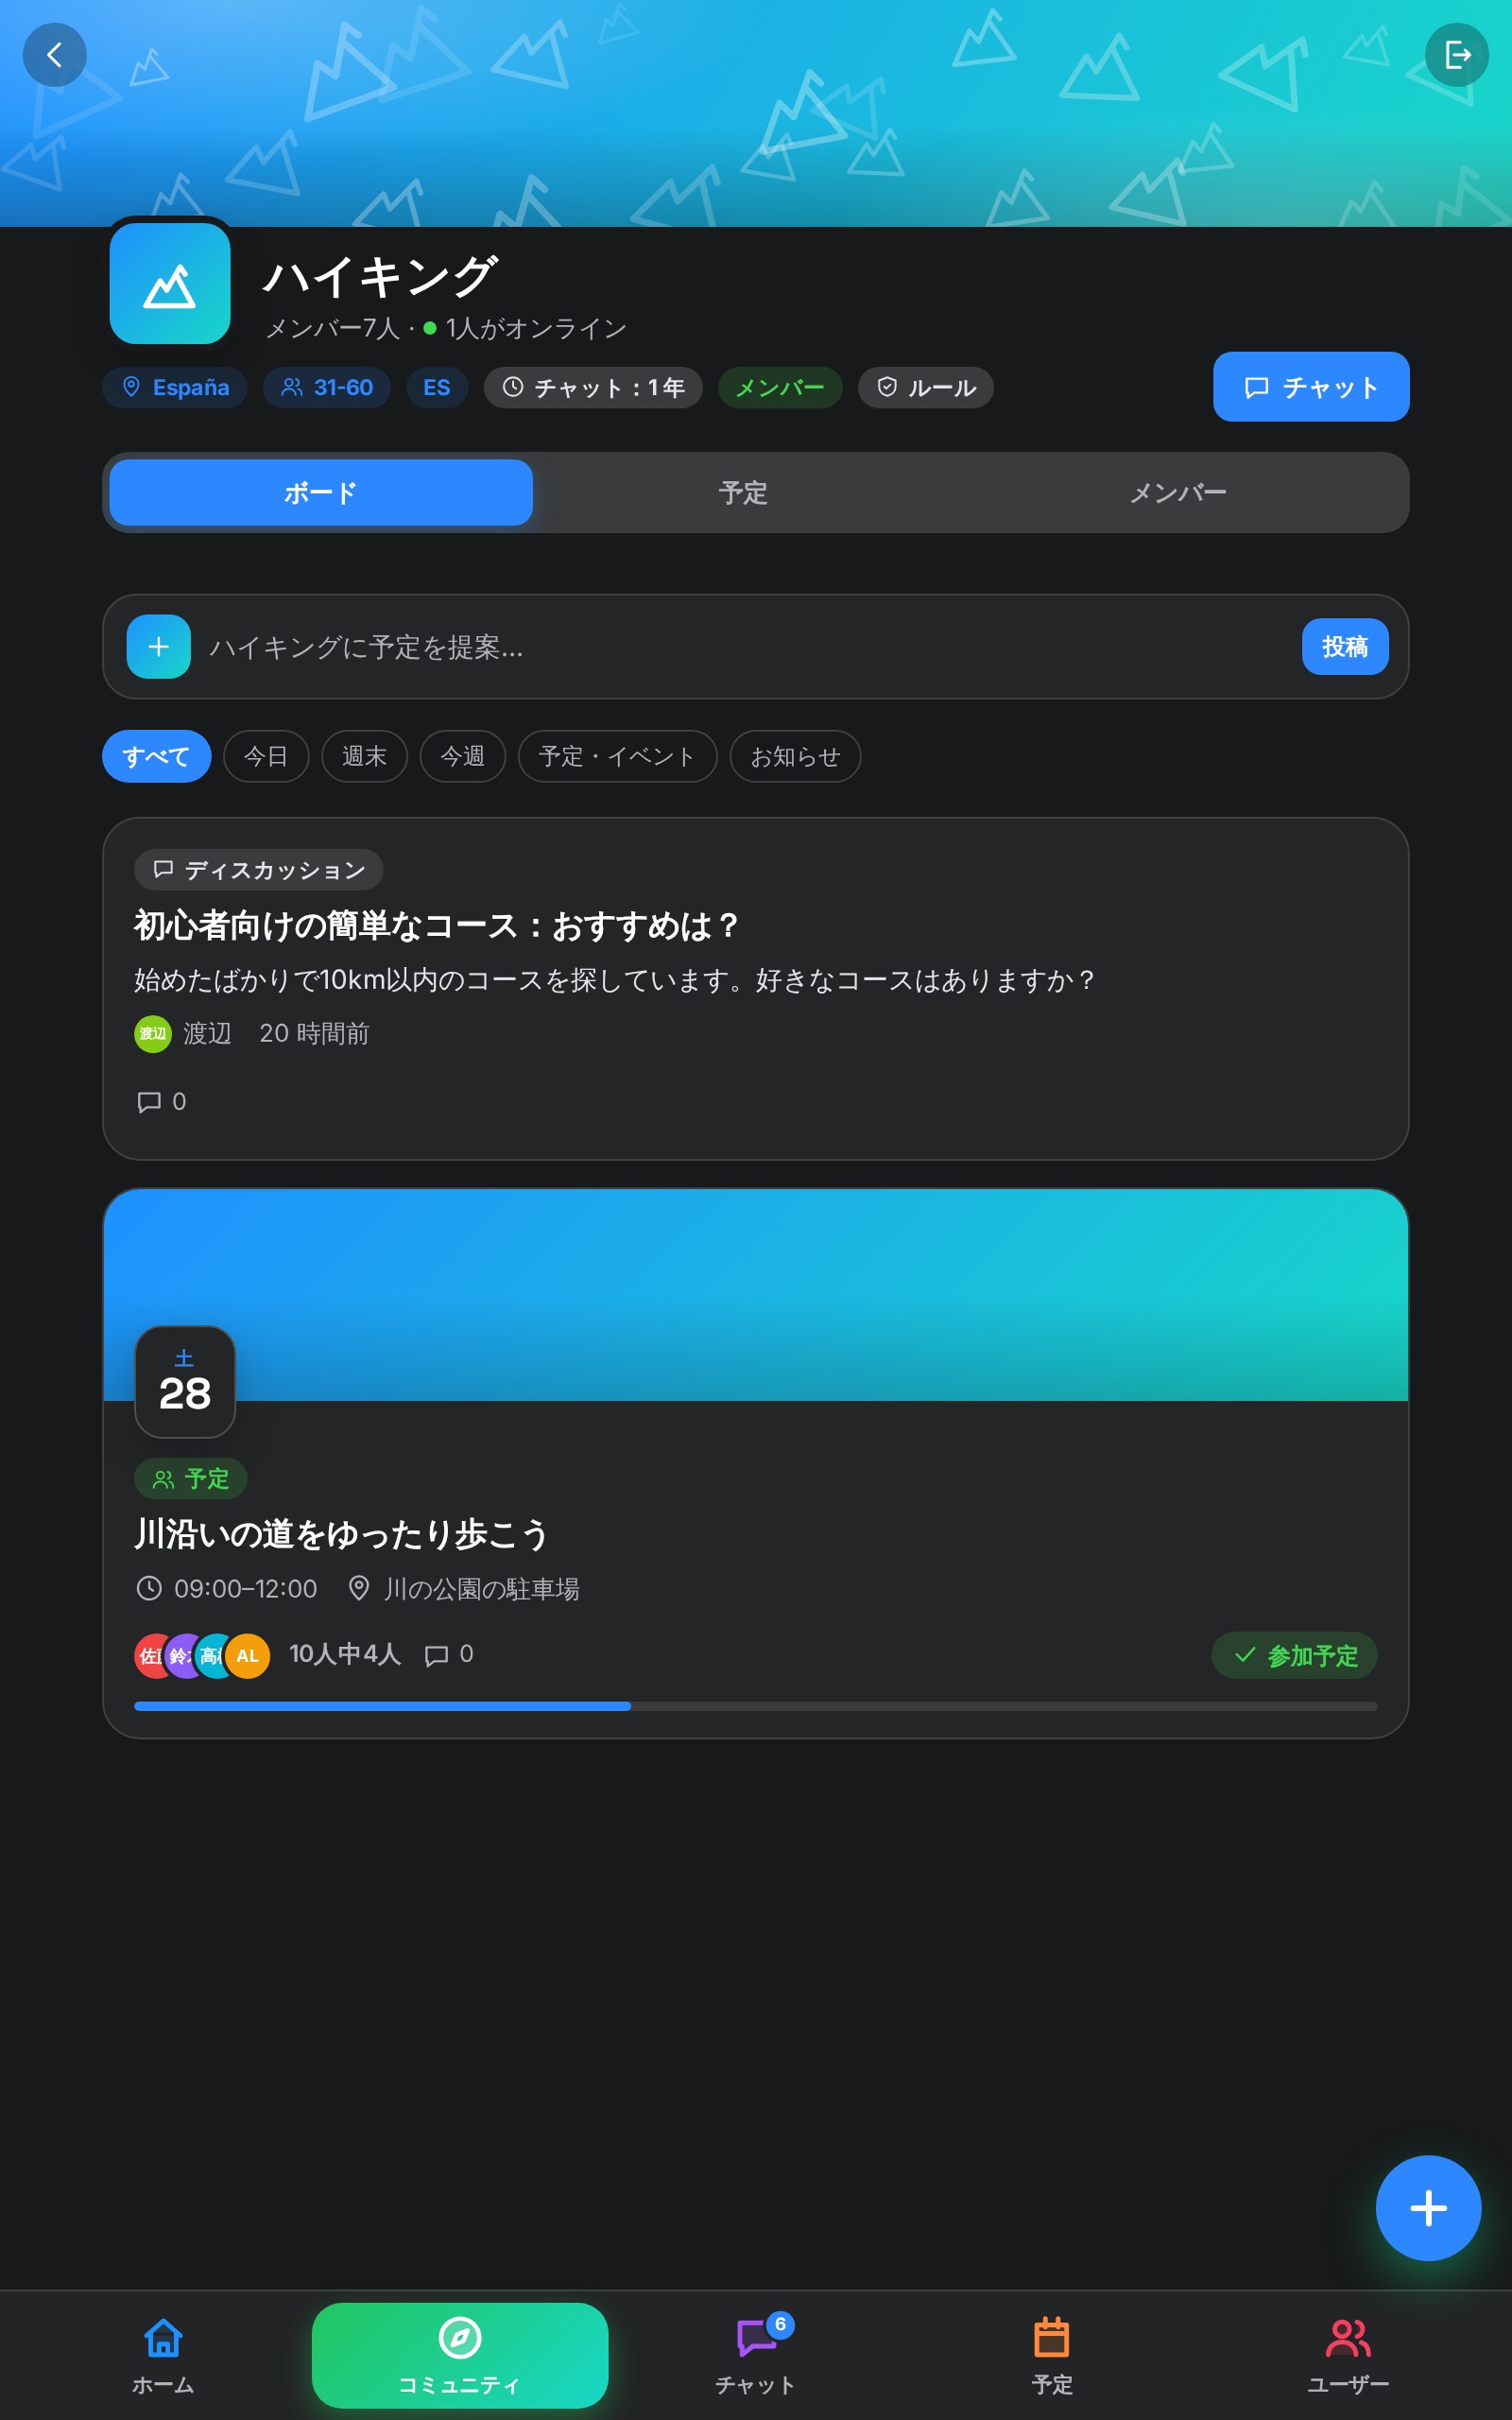 ハイキング
メンバー7人 · 1人がオンライン
España 31-60 ES チャット：1年 メンバー ルール
チャット
ボード 予定 メンバー
ハイキングに予定を提案...
投稿
すべて 今日 週末 今週 予定・イベント お知らせ
ディスカッション
初心者向けの簡単なコース：おすすめは？
始めたばかりで10km以内のコースを探しています。好きなコースはありますか？
渡辺 渡辺 20 時間前
0
土
28
予定
川沿いの道をゆったり歩こう
09:00–12:00 川の公園の駐車場
AL 10人中4人 0 参加予定
6
ホーム コミュニティ チャット 予定 ユーザー